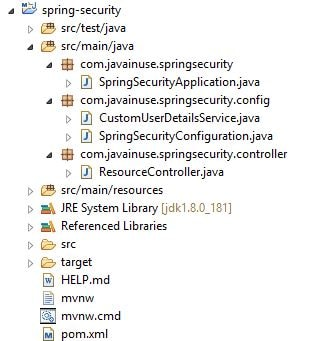 spring-security
src/test/java
src/main/java
com.javainuse.springsecurity
SpringSecurityApplication.java
com.javainuse.springsecurity.config
CustomUserDetailsService.java
SpringSecurityConfiguration.java
com.javainuse.springsecurity.controller
ResourceController.java
src/main/resources
JRE System Library [jdk1.8.0_181]
Referenced Libraries
src
target
HELP.md
mvnw
mvnw.cmd
pom.xml